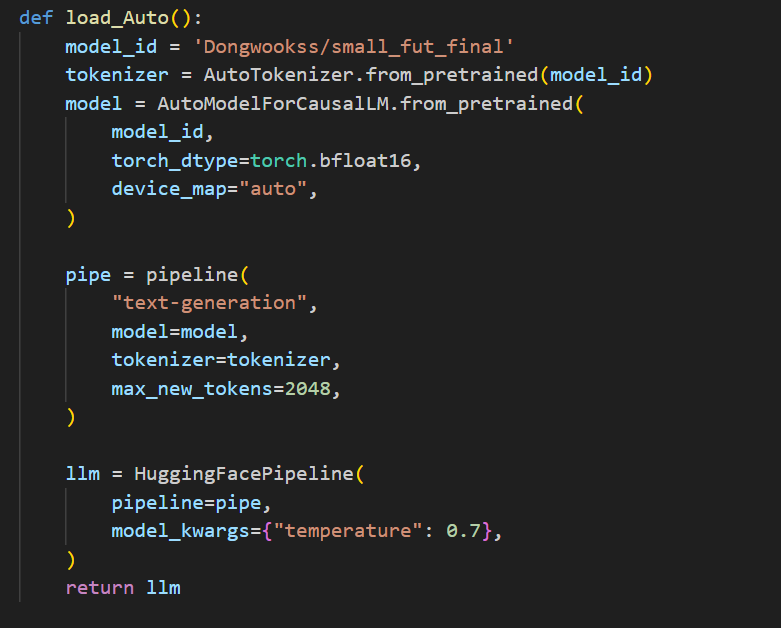 def load_Auto():
    model_id = 'Dongwookss/small_fut_final'
    tokenizer = AutoTokenizer.from_pretrained(model_id)
    model = AutoModelForCausalLM.from_pretrained(
        model_id,
        torch_dtype=torch.bfloat16,
        device_map="auto",
    )

    pipe = pipeline(
        "text-generation",
        model=model,
        tokenizer=tokenizer,
        max_new_tokens=2048,
    )

    llm = HuggingFacePipeline(
        pipeline=pipe,
        model_kwargs={"temperature": 0.7},
    )
    return llm